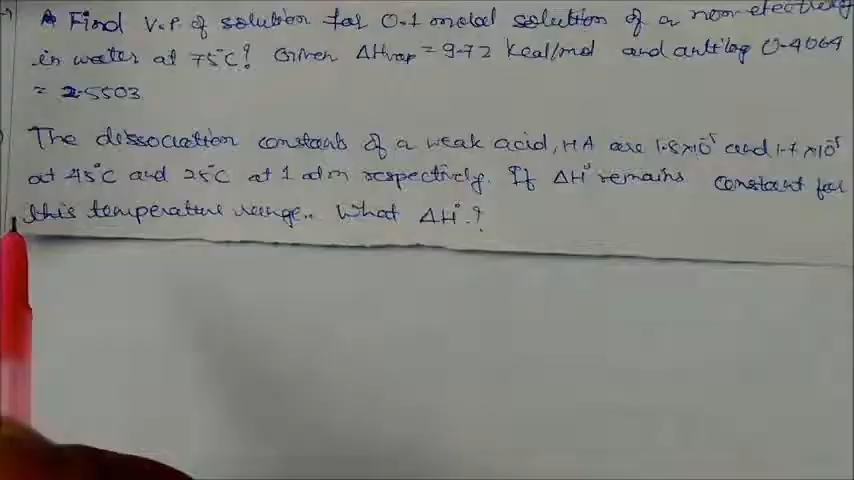 A Find V.P. of solution for 0.1 molal solution of a non-electroly
in water at 75°C? Given ΔHvap = 9.72 Kcal/mol and antilog 0.4064
= 2.5503
The dissociation constants of a weak acid, HA are 1.8×10⁻⁵ and 1.7×10⁻⁵
at 45°C and 25°C at 1 atm respectively. If ΔH° remains constant for
this temperature range.. What ΔH°.?